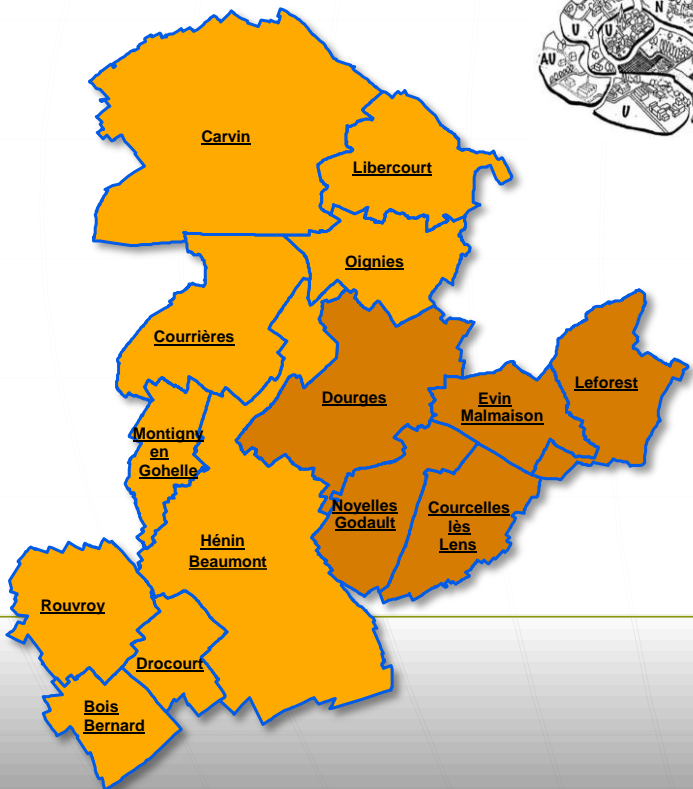 N
U
U
AU
U
Carvin
Libercourt
Oignies
Courrières
Leforest
Dourges
Evin
Malmaison
Montigny
en
Gohelle
Noyelles
Godault
Courcelles
lès
Lens
Hénin
Beaumont
Rouvroy
Drocourt
Bois
Bernard